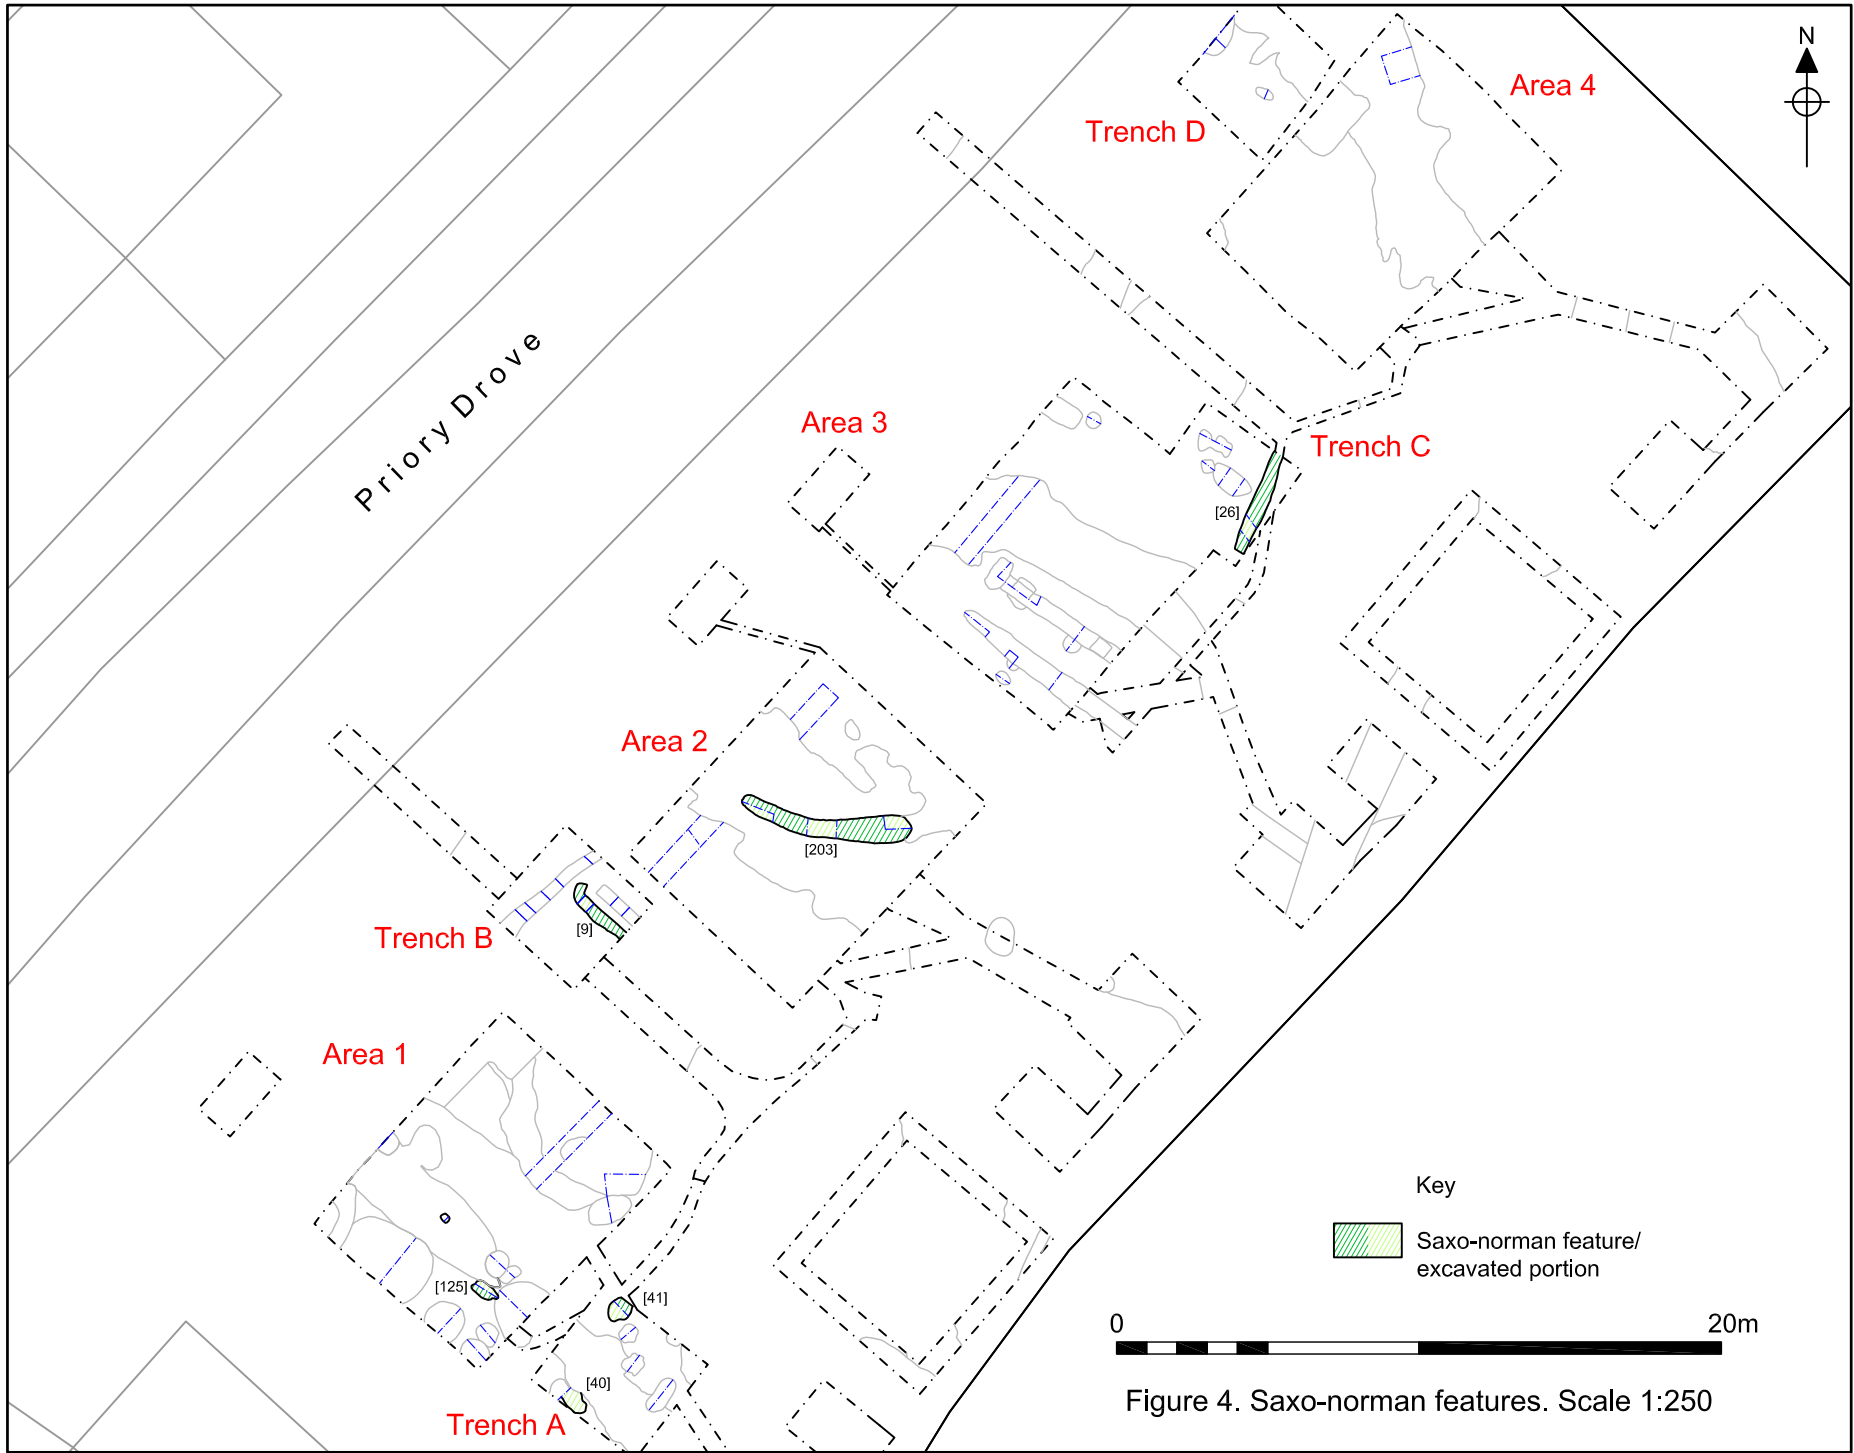 N
Area 4
Trench D
Priory Drove
Area 3
Trench C
[26]
Area 2
[203]
Trench B
[9]
Area 1
[125]
[41]
[40]
Trench A
Key
Saxo-norman feature/
excavated portion
0 20m
Figure 4. Saxo-norman features. Scale 1:250